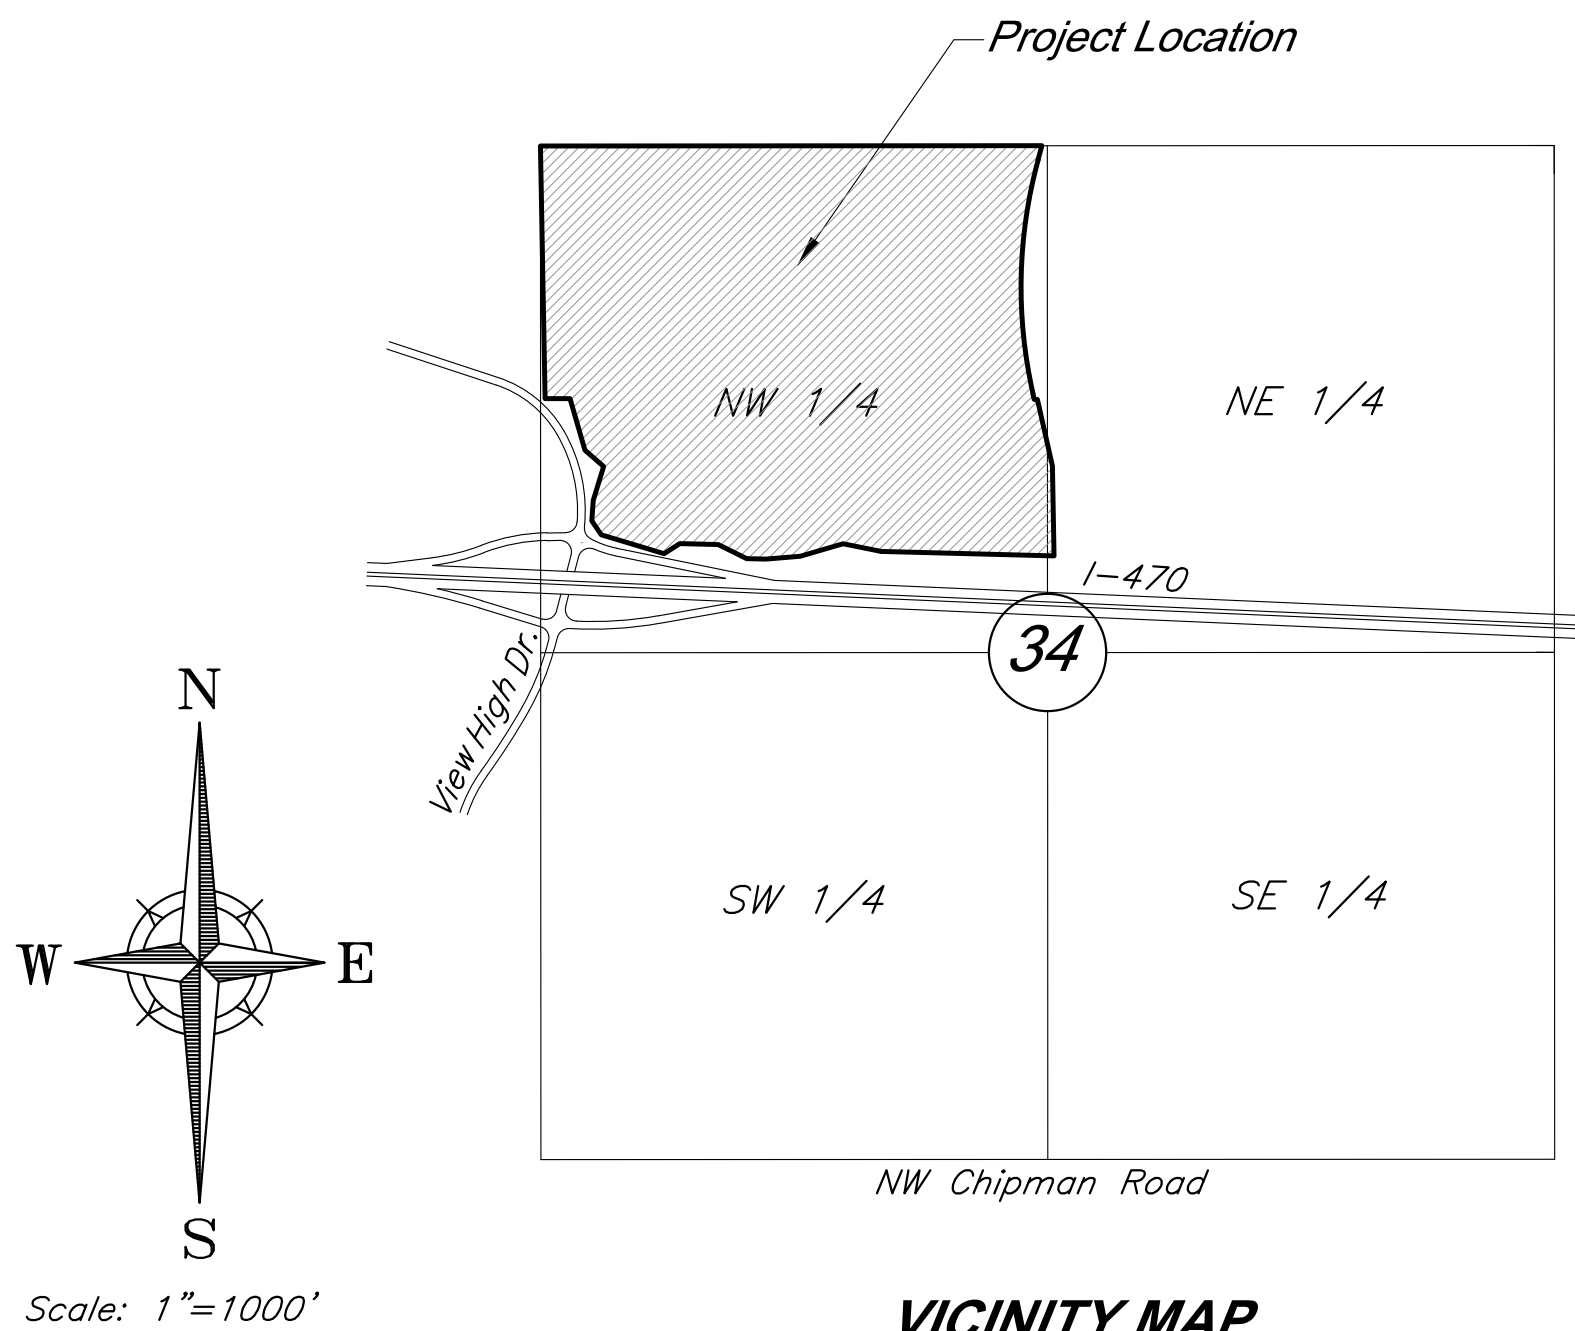 Project Location
NW 1/4
NE 1/4
I-470
34
View High Dr.
N
W
E
S
SW 1/4
SE 1/4
NW Chipman Road
Scale: 1"=1000'
VICINITY MAP